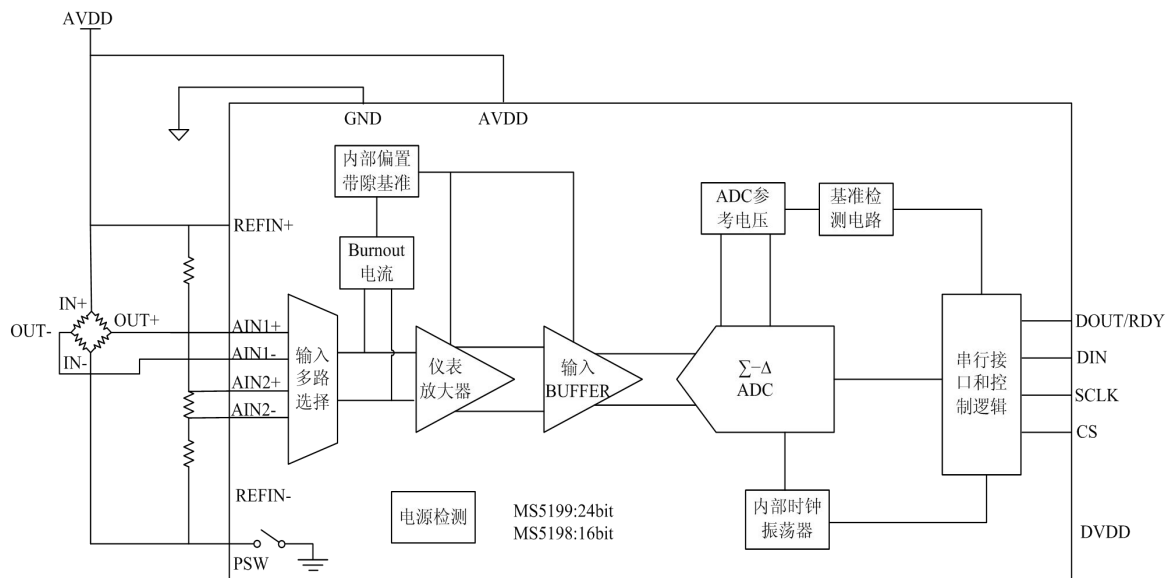 AVDD
GND
AVDD
内部偏置
带隙基准
ADC参
考电压
基准检
测电路
REFIN+
Burnout
电流
IN+
OUT-
OUT+
IN-
AIN1+
AIN1-
AIN2+
AIN2-
输入
多路
选择
仪表
放大器
输入
BUFFER
∑-Δ
ADC
串行接
口和控
制逻辑
DOUT/RDY
DIN
SCLK
CS
REFIN-
电源检测
MS5199:24bit
MS5198:16bit
内部时钟
振荡器
DVDD
PSW